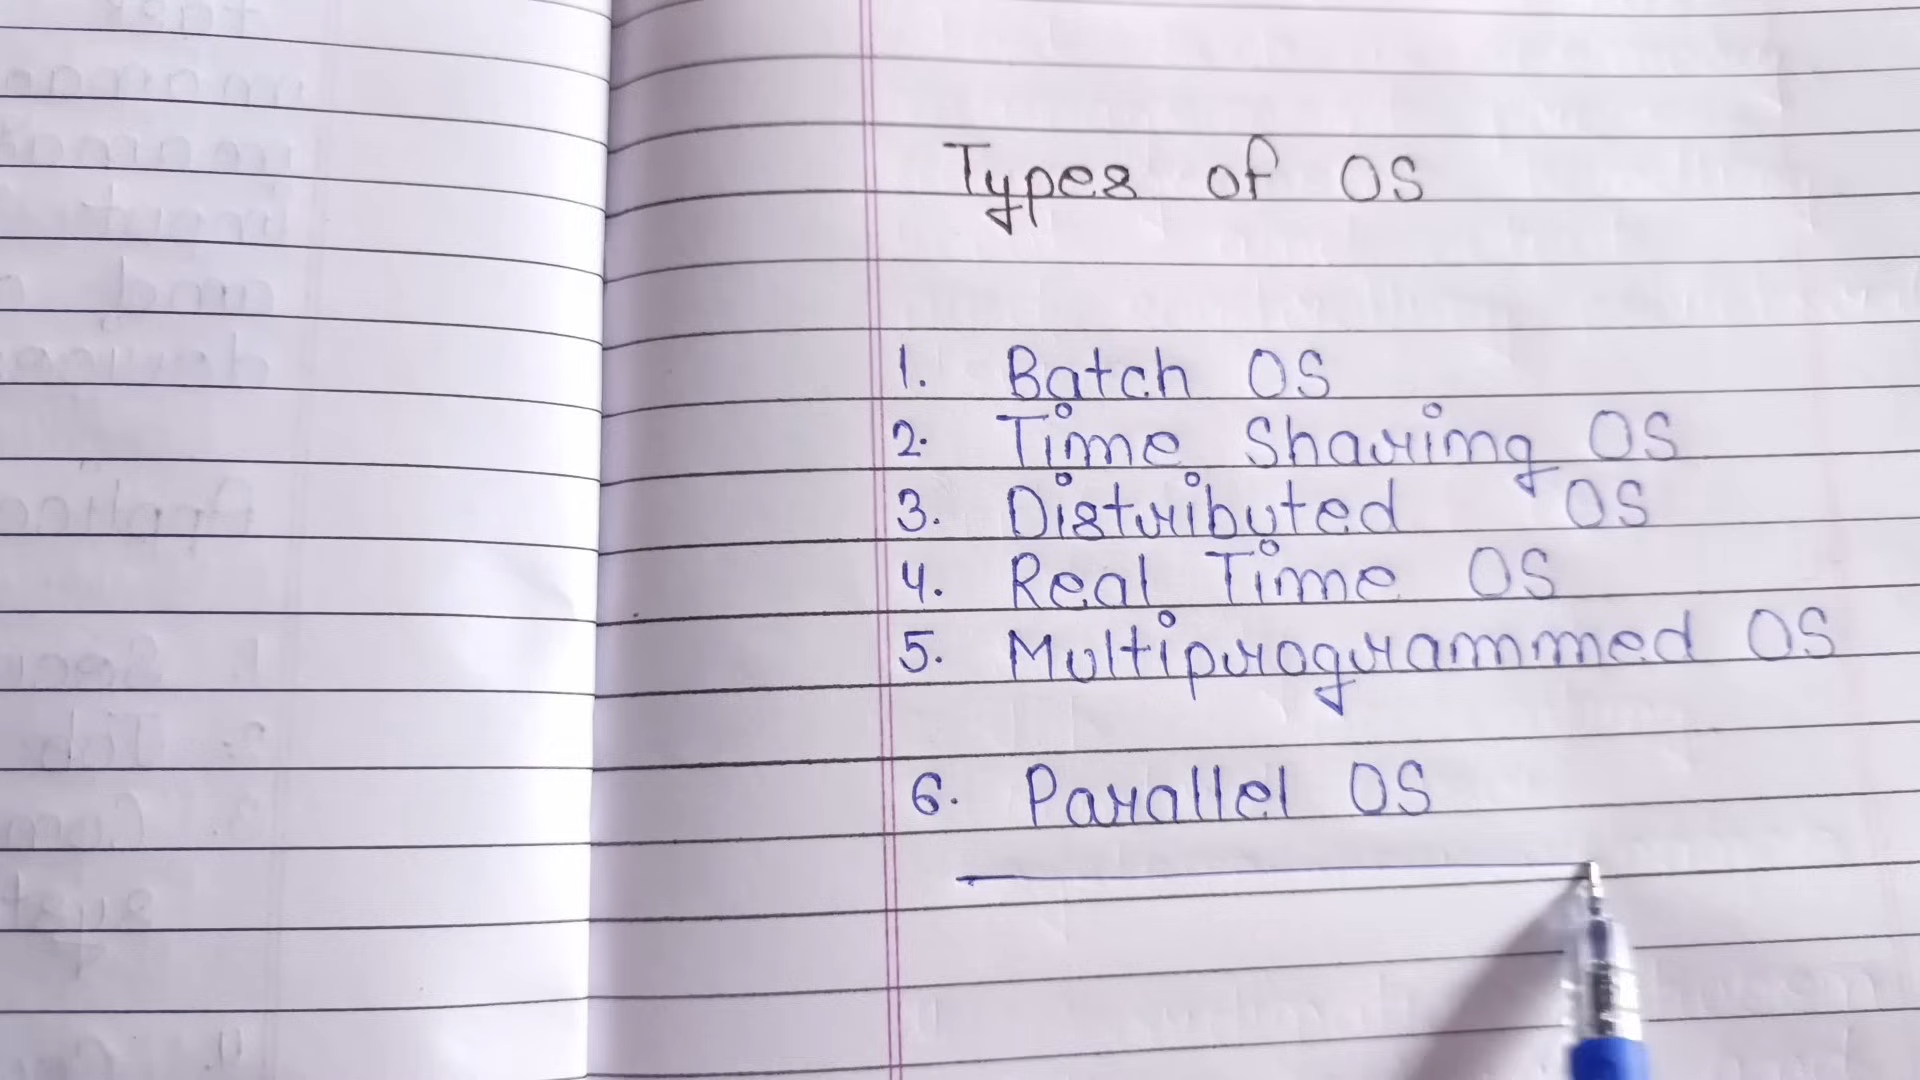 Types of OS
1. Batch OS
2. Time Sharing OS
3. Distributed OS
4. Real Time OS
5. Multiprogrammed OS
6. Parallel OS